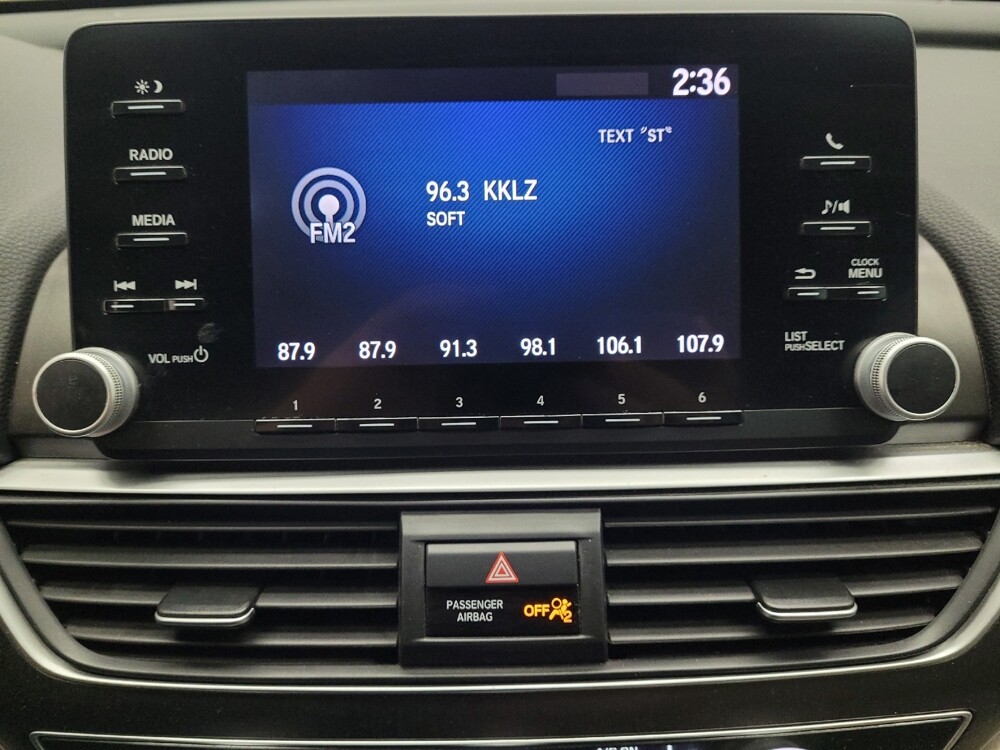 2:36
TEXT "ST"
RADIO
96.3 KKLZ
SOFT
MEDIA
FM2
CLOCK
MENU
VOL PUSH
LIST
PUSH SELECT
87.9 87.9 91.3 98.1 106.1 107.9
1 2 3 4 5 6
PASSENGER
AIRBAG
OFF
2